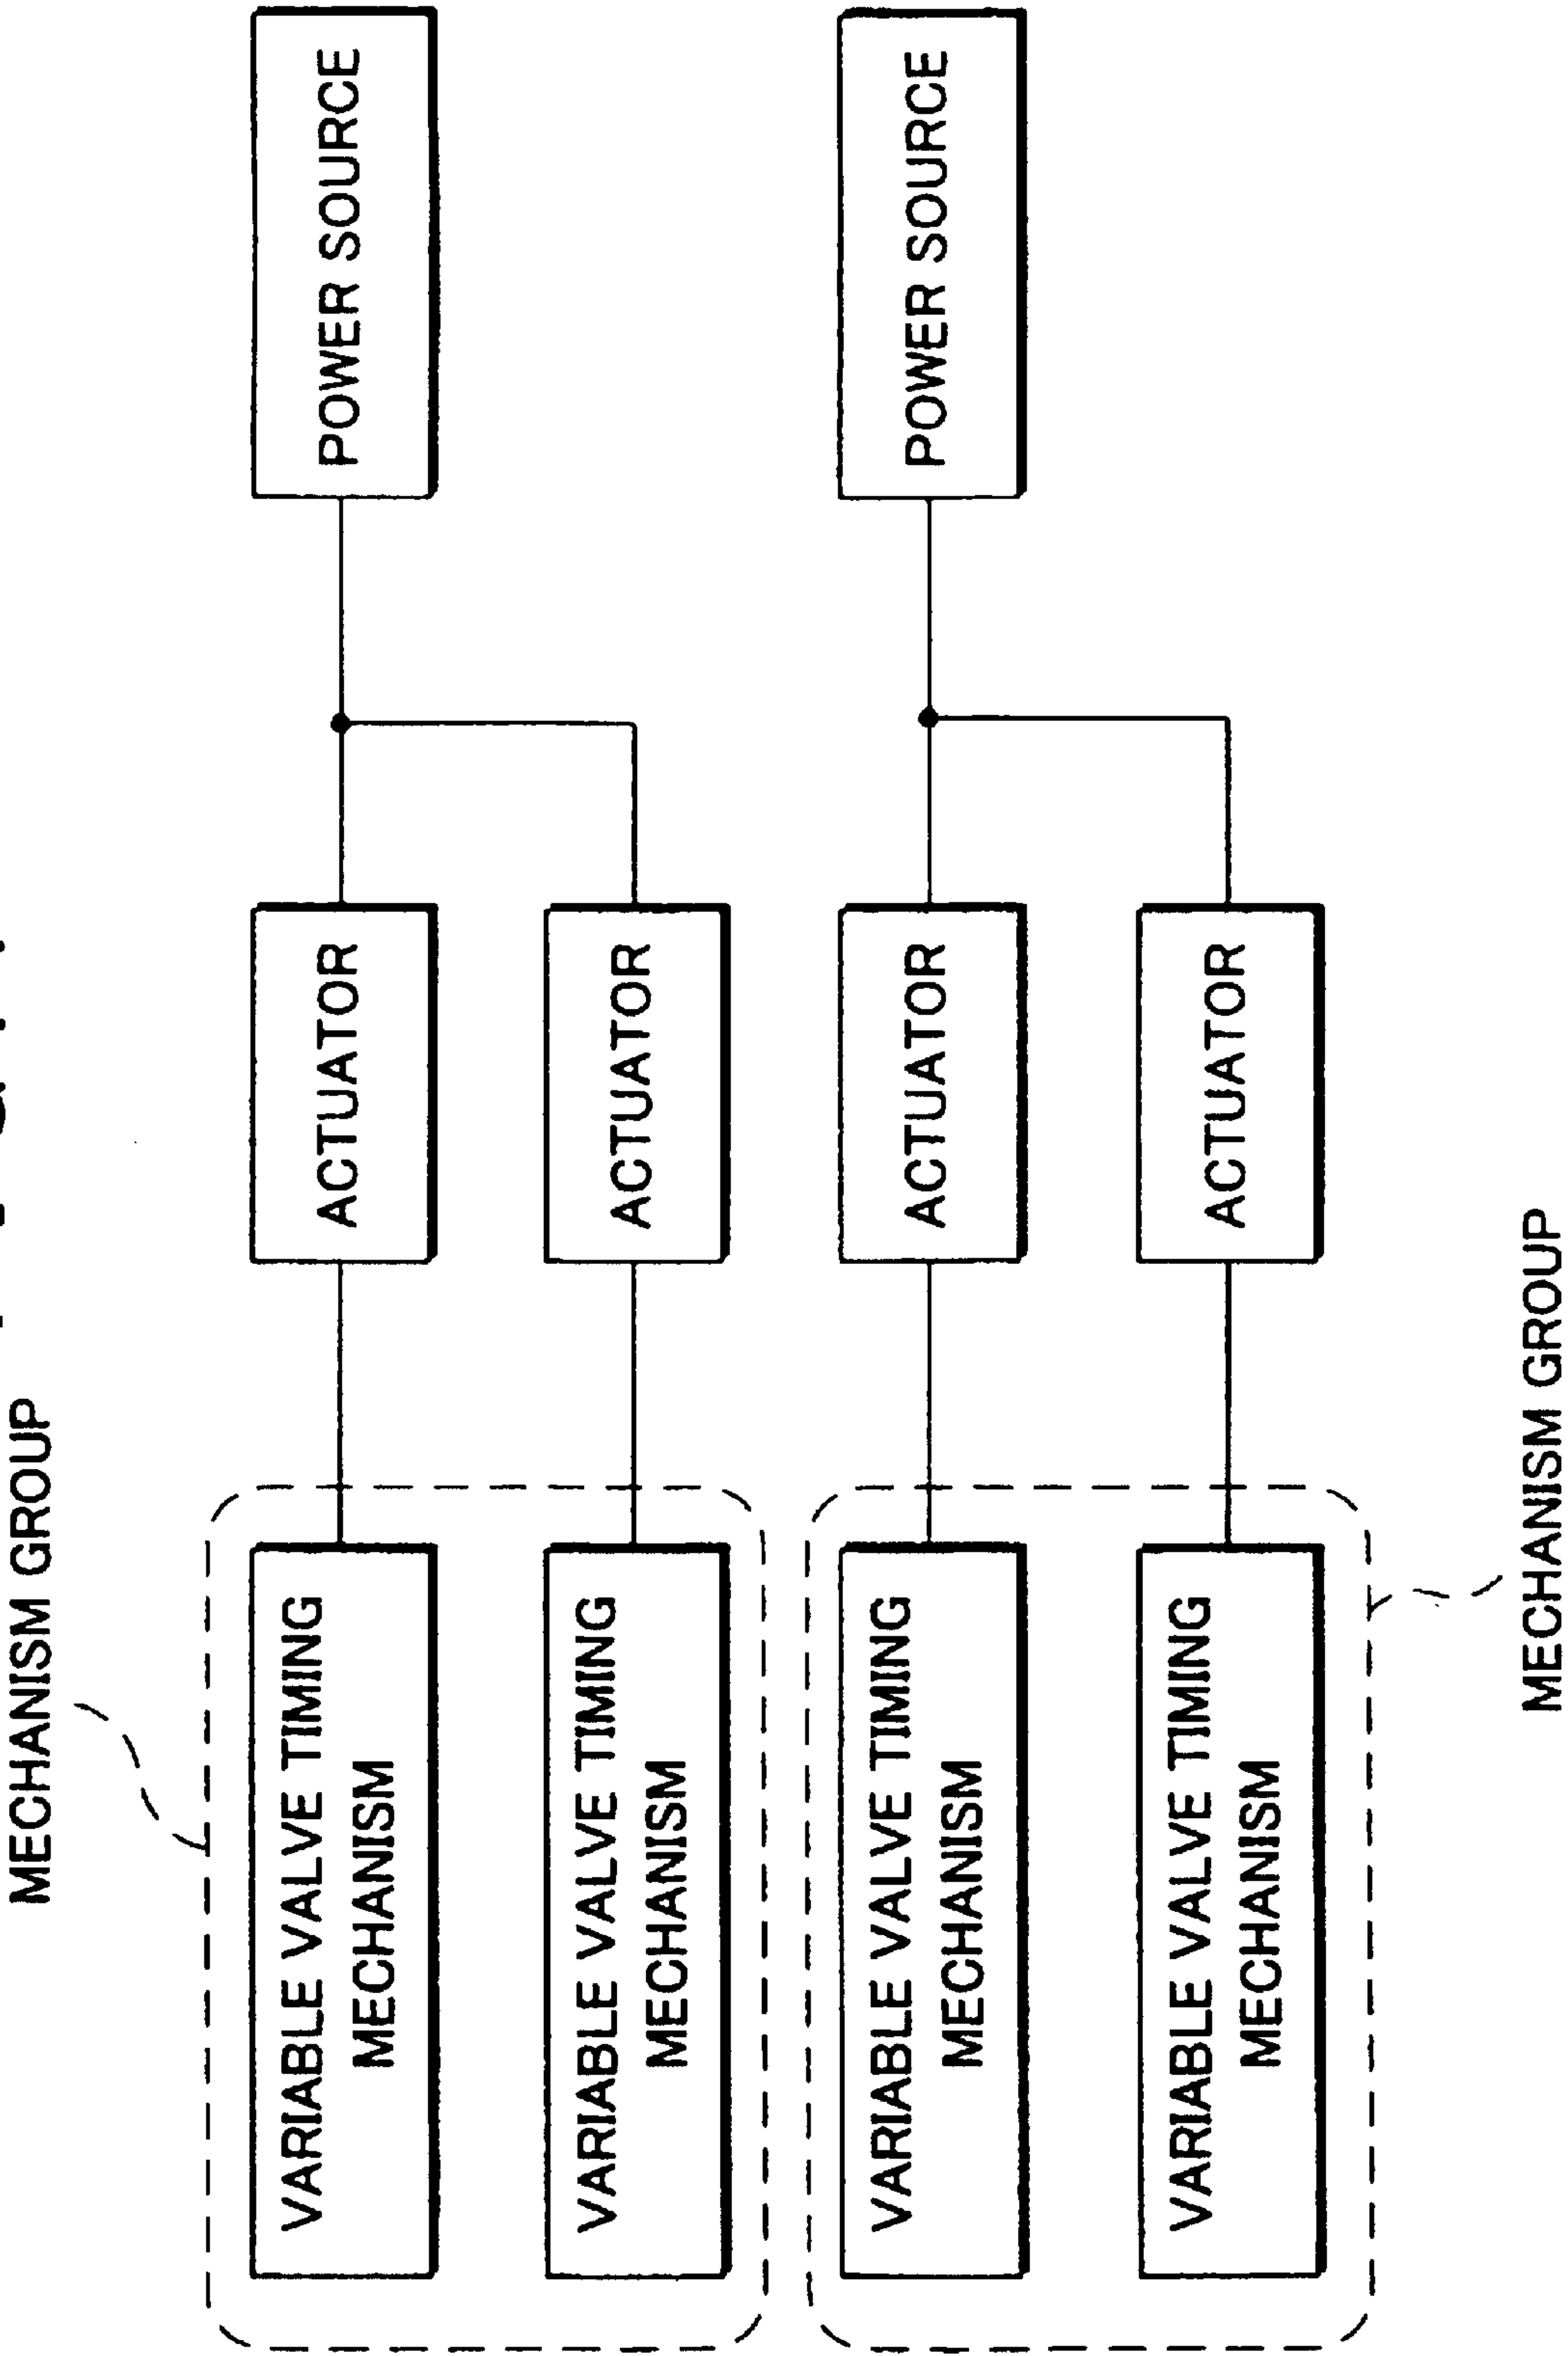 MECHANISM GROUP
VARIABLE VALVE TIMING
MECHANISM
ACTUATOR
POWER SOURCE
VARIABLE VALVE TIMING
MECHANISM
ACTUATOR
VARIABLE VALVE TIMING
MECHANISM
ACTUATOR
POWER SOURCE
VARIABLE VALVE TIMING
MECHANISM
ACTUATOR
MECHANISM GROUP